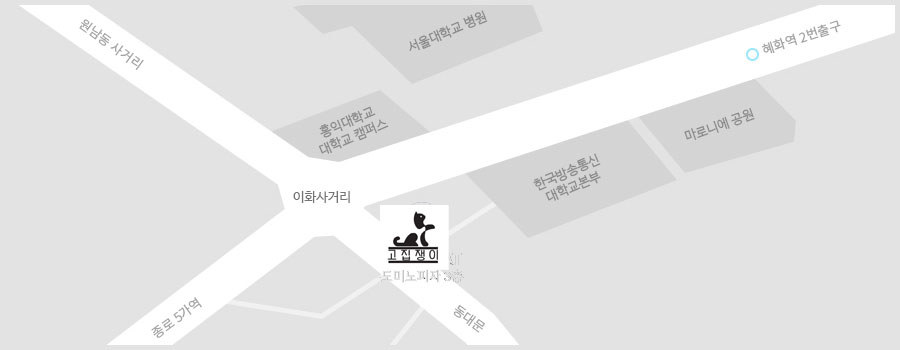 원남동 사거리
서울대학교 병원
혜화역 2번출구
홍익대학교
대학교 캠퍼스
마로니에 공원
한국방송통신
대학교본부
이화사거리
고집쟁이
도미노피자 3층
종로 5가역
동대문